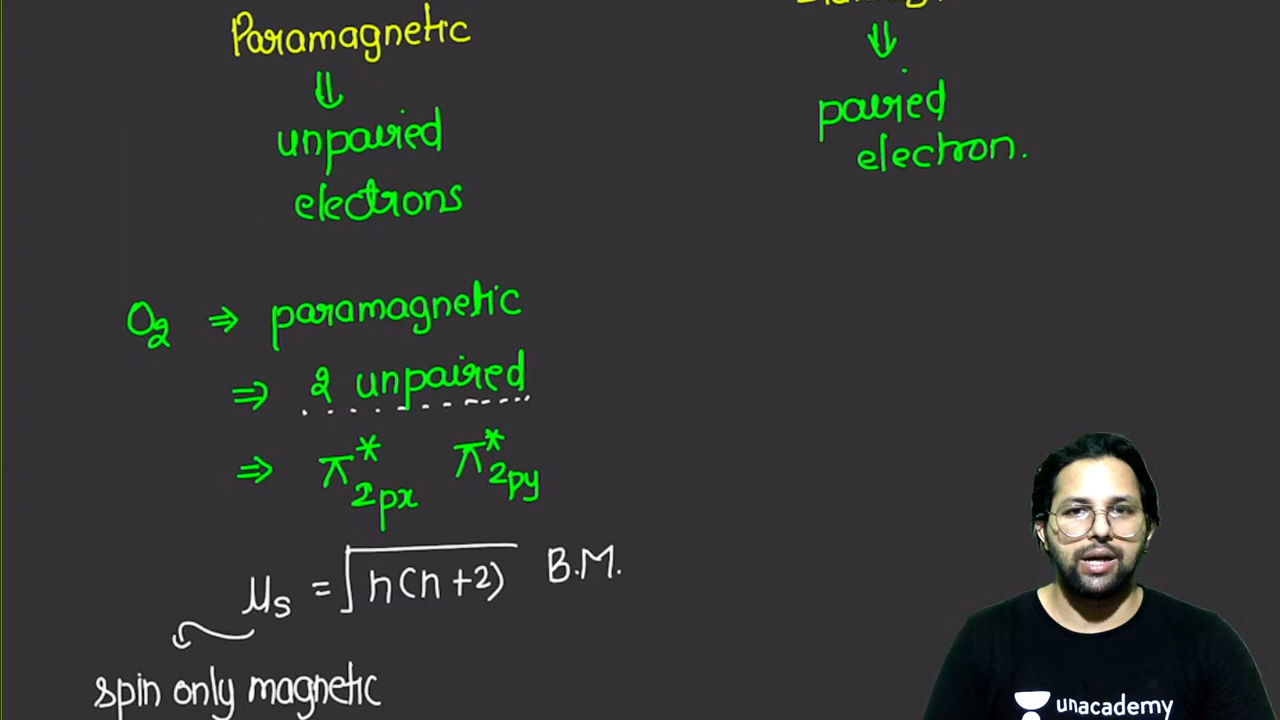 Paramagnetic
⇓
unpaired
electrons
⇓
paired
electron.
O2 ⇒ paramagnetic
⇒ 2 unpaired
⇒ π*2px π*2py
μs = √n(n+2) B.M.
spin only magnetic
unacademy